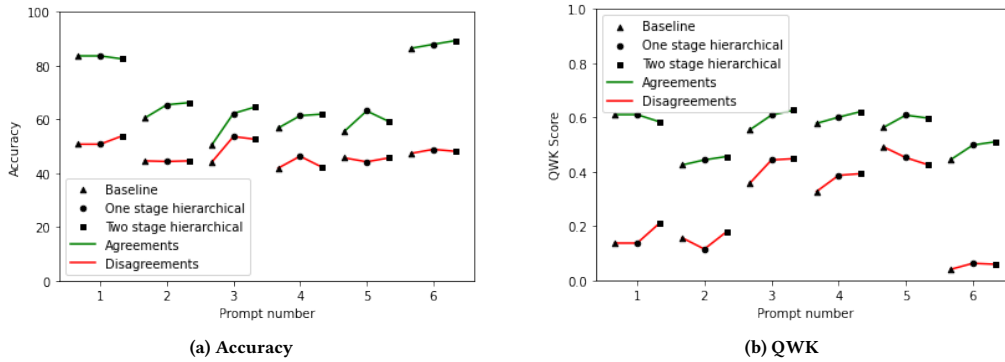 100
80
60
40
20
0
Accuracy
Baseline
One stage hierarchical
Two stage hierarchical
Agreements
Disagreements
1 2 3 4 5 6
Prompt number
(a) Accuracy
1.0
0.8
0.6
0.4
0.2
0.0
QWK Score
Baseline
One stage hierarchical
Two stage hierarchical
Agreements
Disagreements
1 2 3 4 5 6
Prompt number
(b) QWK